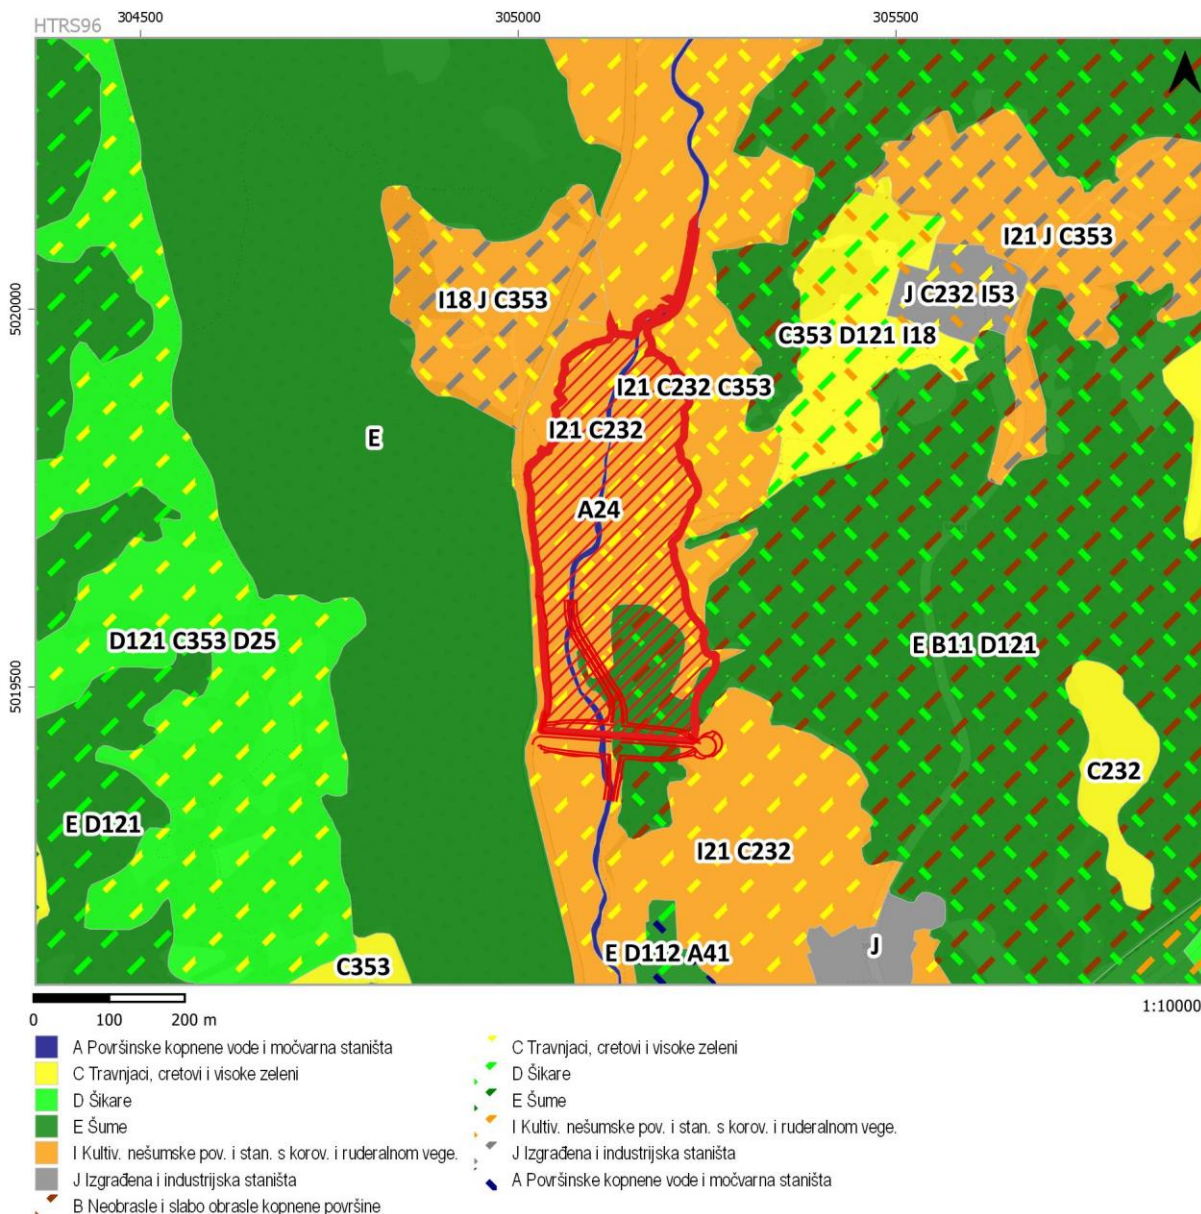 304500 305000 305500
HTRS96
5020000
5019500
I21 J C353
I18 J C353
J C232 I53
C353 D121 I18
I21 C232 C353
I21 C232
E
A24
D121 C353 D25
E B11 D121
C232
E D121
I21 C232
E D112 A41
J
C353
0 100 200 m
1:10000
A Površinske kopnene vode i močvarna staništa
C Travnjaci, cretovi i visoke zeleni
D Šikare
E Šume
I Kultiv. nešumske pov. i stan. s korov. i ruderalnom vege.
J Izgrađena i industrijska staništa
B Neobrasle i slabo obrasle kopnene površine
C Travnjaci, cretovi i visoke zeleni
D Šikare
E Šume
I Kultiv. nešumske pov. i stan. s korov. i ruderalnom vege.
J Izgrađena i industrijska staništa
A Površinske kopnene vode i močvarna staništa